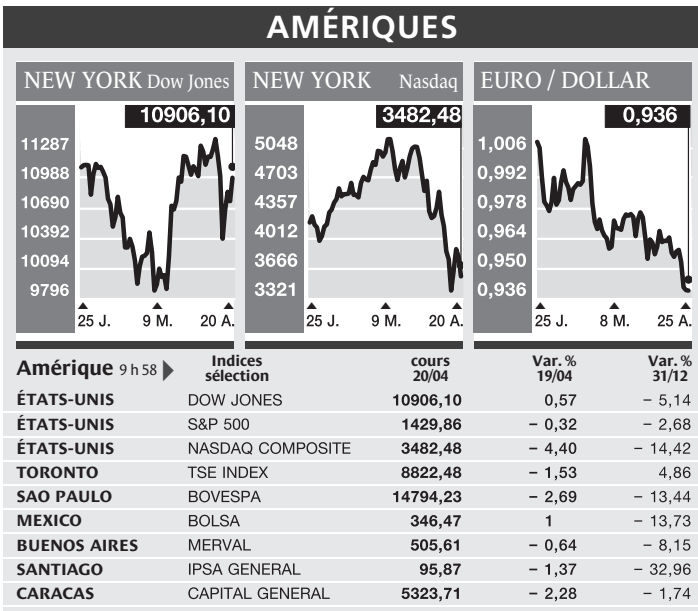 AMÉRIQUES
NEW YORK Dow Jones
10906,10
11287
10988
10690
10392
10094
9796
25 J. 9 M. 20 A.
NEW YORK Nasdaq
3482,48
5048
4703
4357
4012
3666
3321
25 J. 9 M. 20 A.
EURO / DOLLAR
0,936
1,006
0,992
0,978
0,964
0,950
0,936
25 J. 8 M. 25 A.
Amérique 9 h 58 Indices sélection cours 20/04 Var. % 19/04 Var. % 31/12
ÉTATS-UNIS DOW JONES 10906,10 0,57 – 5,14
ÉTATS-UNIS S&P 500 1429,86 – 0,32 – 2,68
ÉTATS-UNIS NASDAQ COMPOSITE 3482,48 – 4,40 – 14,42
TORONTO TSE INDEX 8822,48 – 1,53 4,86
SAO PAULO BOVESPA 14794,23 – 2,69 – 13,44
MEXICO BOLSA 346,47 1 – 13,73
BUENOS AIRES MERVAL 505,61 – 0,64 – 8,15
SANTIAGO IPSA GENERAL 95,87 – 1,37 – 32,96
CARACAS CAPITAL GENERAL 5323,71 – 2,28 – 1,74